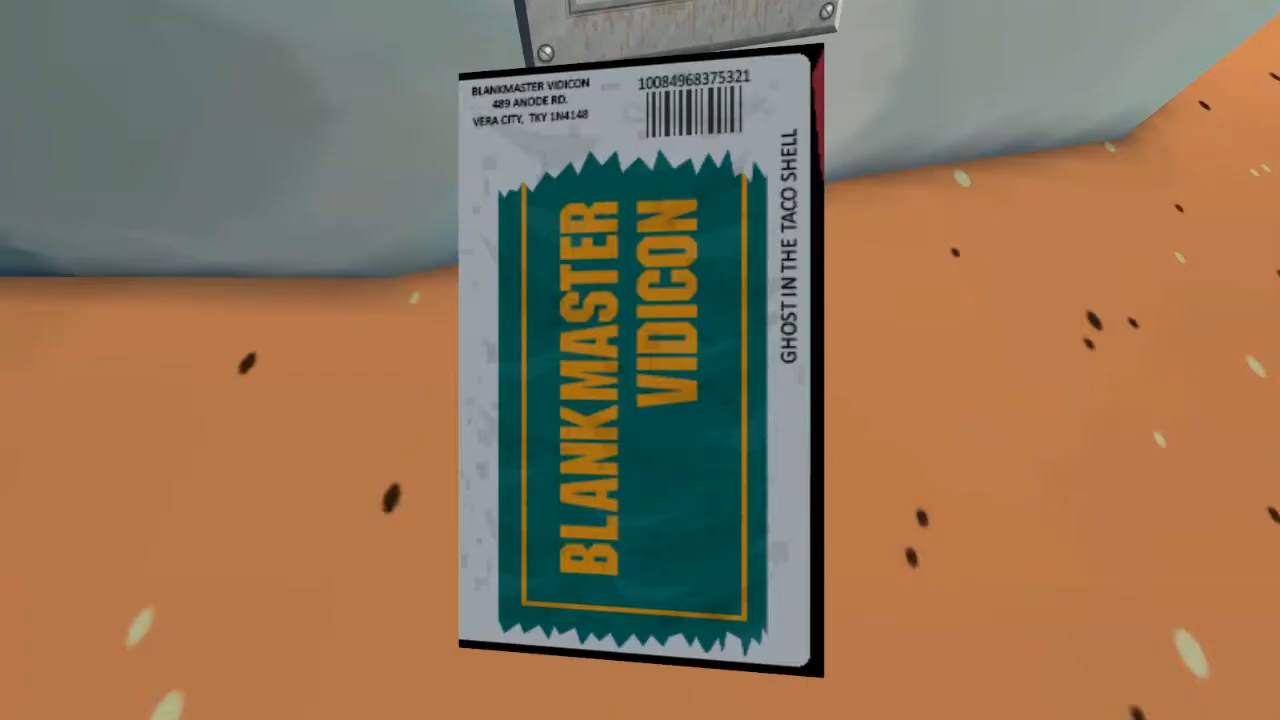 BLANKMASTER VIDICON
489 ANODE RD.
VERA CITY, TKY 1N4148
10084968375321
BLANKMASTER
VIDICON
GHOST IN THE TACO SHELL